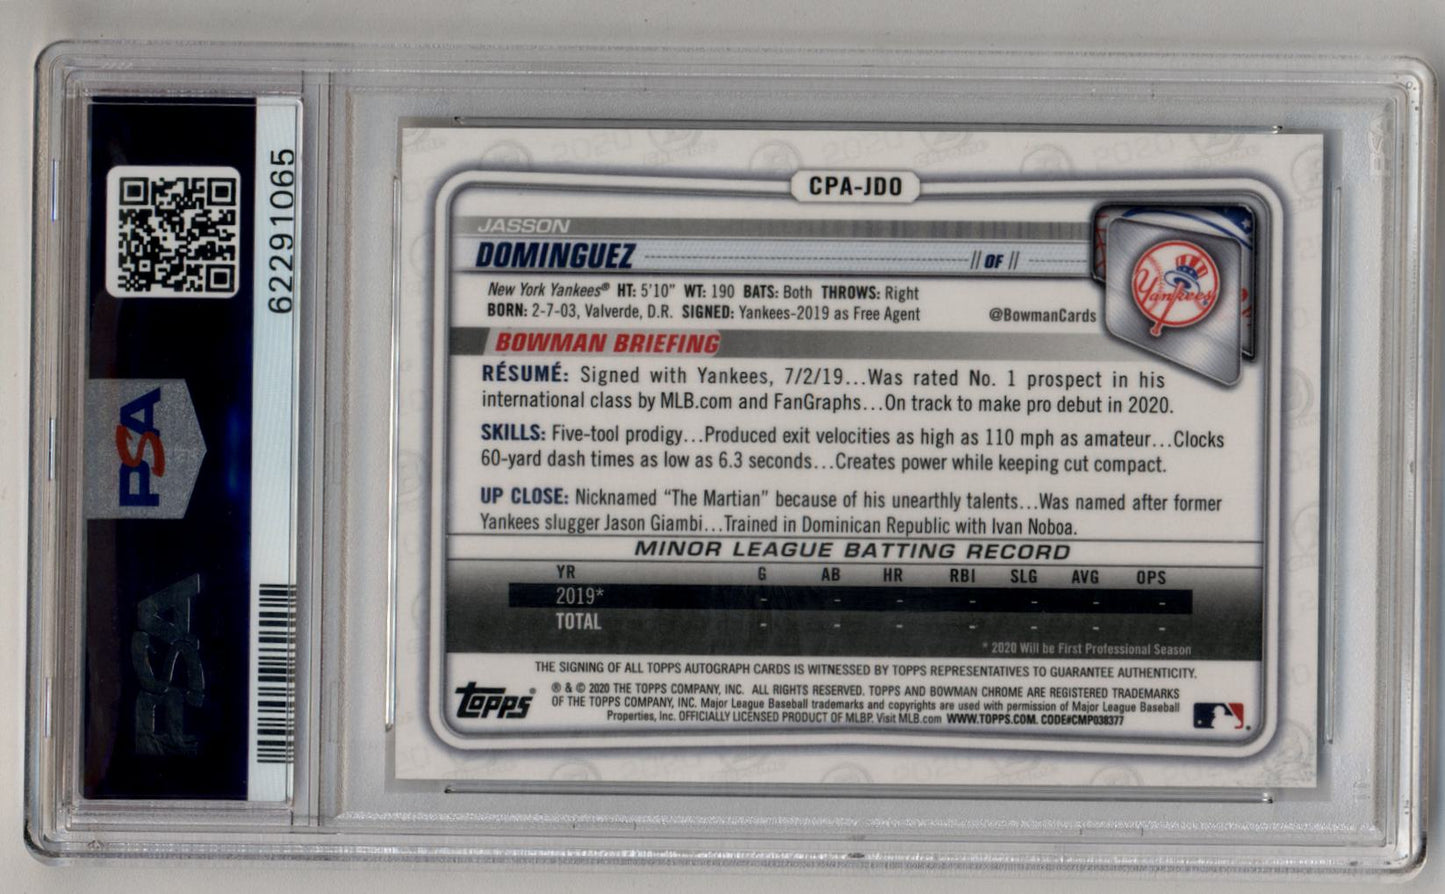 62291065
PSA
PSA
CPA-JDO
JASSON
DOMINGUEZ
// OF //
Yankees
New York Yankees® HT: 5'10" WT: 190 BATS: Both THROWS: Right
BORN: 2-7-03, Valverde, D.R. SIGNED: Yankees-2019 as Free Agent
@BowmanCards
BOWMAN BRIEFING
RÉSUMÉ: Signed with Yankees, 7/2/19...Was rated No. 1 prospect in his
international class by MLB.com and FanGraphs...On track to make pro debut in 2020.
SKILLS: Five-tool prodigy...Produced exit velocities as high as 110 mph as amateur...Clocks
60-yard dash times as low as 6.3 seconds...Creates power while keeping cut compact.
UP CLOSE: Nicknamed "The Martian" because of his unearthly talents...Was named after former
Yankees slugger Jason Giambi...Trained in Dominican Republic with Ivan Noboa.
MINOR LEAGUE BATTING RECORD
YR G AB HR RBI SLG AVG OPS
2019* - - - - - - -
TOTAL - - - - - - -
* 2020 Will be First Professional Season
THE SIGNING OF ALL TOPPS AUTOGRAPH CARDS IS WITNESSED BY TOPPS REPRESENTATIVES TO GUARANTEE AUTHENTICITY.
topps®
® & © 2020 THE TOPPS COMPANY, INC. ALL RIGHTS RESERVED. TOPPS AND BOWMAN CHROME ARE REGISTERED TRADEMARKS
OF THE TOPPS COMPANY, INC. Major League Baseball trademarks and copyrights are used with permission of Major League Baseball
Properties, Inc. OFFICIALLY LICENSED PRODUCT OF MLBP. Visit MLB.com WWW.TOPPS.COM. CODE#CMP038377